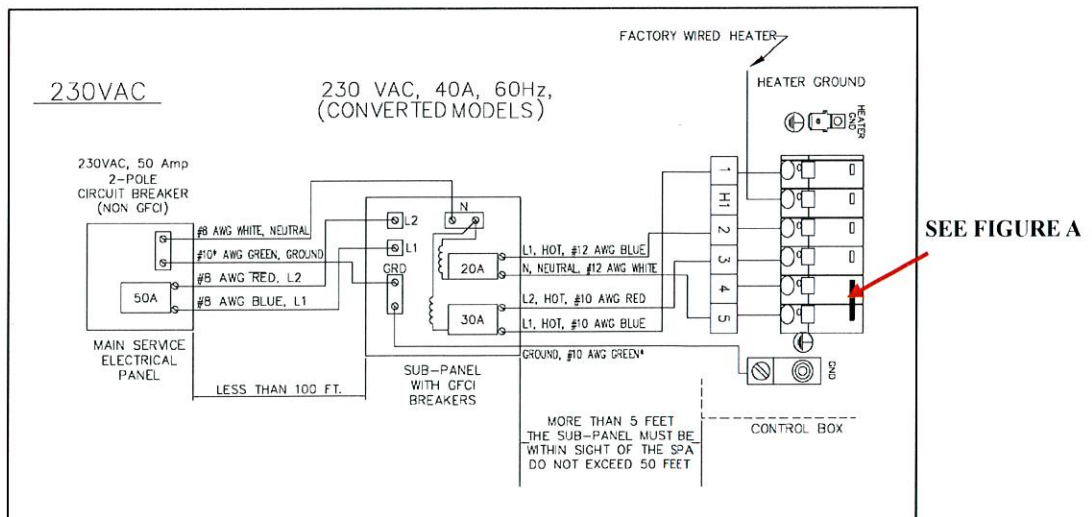 FACTORY WIRED HEATER
230VAC
230 VAC, 40A, 60Hz,
(CONVERTED MODELS)
HEATER GROUND
HEATER
GND
230VAC, 50 Amp
2-POLE
CIRCUIT BREAKER
(NON GFCI)
#8 AWG WHITE, NEUTRAL
#10* AWG GREEN, GROUND
#8 AWG RED, L2
#8 AWG BLUE, L1
50A
MAIN SERVICE
ELECTRICAL
PANEL
LESS THAN 100 FT.
N
L2
L1
GRD
20A
30A
SUB-PANEL
WITH GFCI
BREAKERS
L1, HOT, #12 AWG BLUE
N, NEUTRAL, #12 AWG WHITE
L2, HOT, #10 AWG RED
L1, HOT, #10 AWG BLUE
GROUND, #10 AWG GREEN*
MORE THAN 5 FEET
THE SUB-PANEL MUST BE
WITHIN SIGHT OF THE SPA
DO NOT EXCEED 50 FEET
1
H1
2
3
4
5
GND
CONTROL BOX
SEE FIGURE A